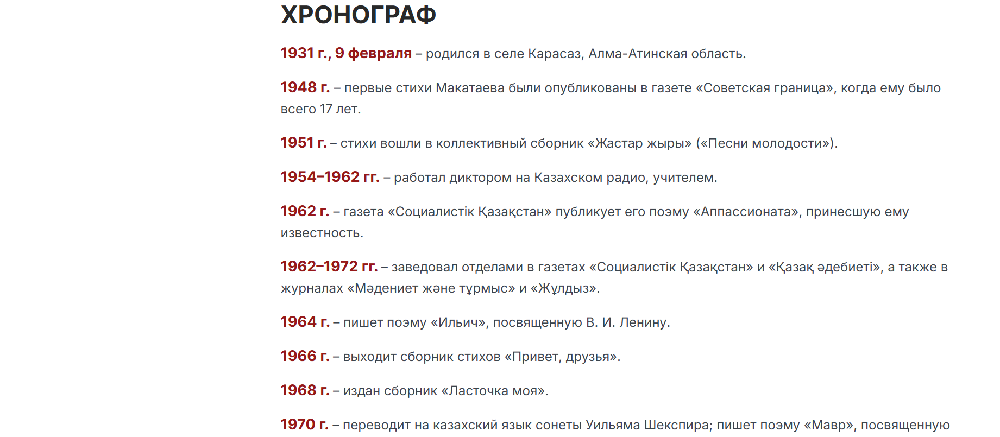 ХРОНОГРАФ
1931 г., 9 февраля – родился в селе Карасаз, Алма-Атинская область.
1948 г. – первые стихи Макатаева были опубликованы в газете «Советская граница», когда ему было
всего 17 лет.
1951 г. – стихи вошли в коллективный сборник «Жастар жыры» («Песни молодости»).
1954–1962 гг. – работал диктором на Казахском радио, учителем.
1962 г. – газета «Социалистік Қазақстан» публикует его поэму «Аппассионата», принесшую ему
известность.
1962–1972 гг. – заведовал отделами в газетах «Социалистік Қазақстан» и «Қазақ әдебиеті», а также в
журналах «Мәдениет және тұрмыс» и «Жұлдыз».
1964 г. – пишет поэму «Ильич», посвященную В. И. Ленину.
1966 г. – выходит сборник стихов «Привет, друзья».
1968 г. – издан сборник «Ласточка моя».
1970 г. – переводит на казахский язык сонеты Уильяма Шекспира; пишет поэму «Мавр», посвященную